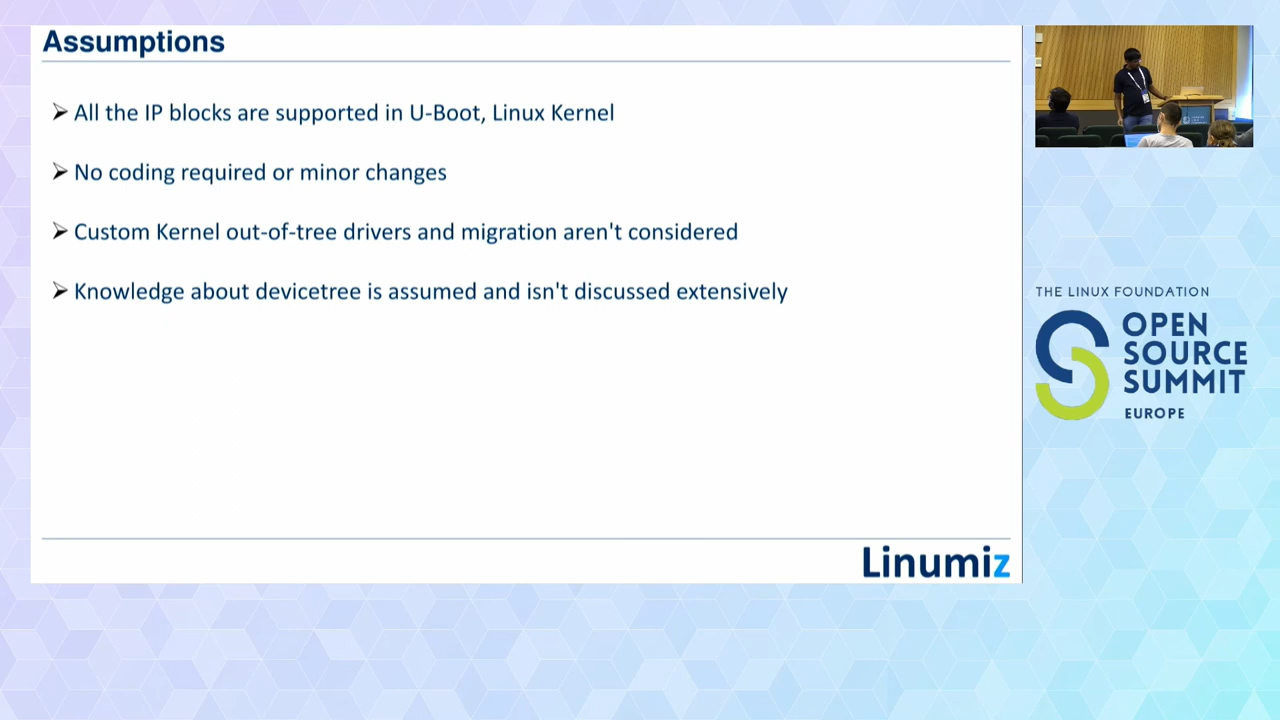 Assumptions
All the IP blocks are supported in U-Boot, Linux Kernel
No coding required or minor changes
Custom Kernel out-of-tree drivers and migration aren't considered
Knowledge about devicetree is assumed and isn't discussed extensively
Linumiz
THE LINUX FOUNDATION
OPEN
SOURCE
SUMMIT
EUROPE